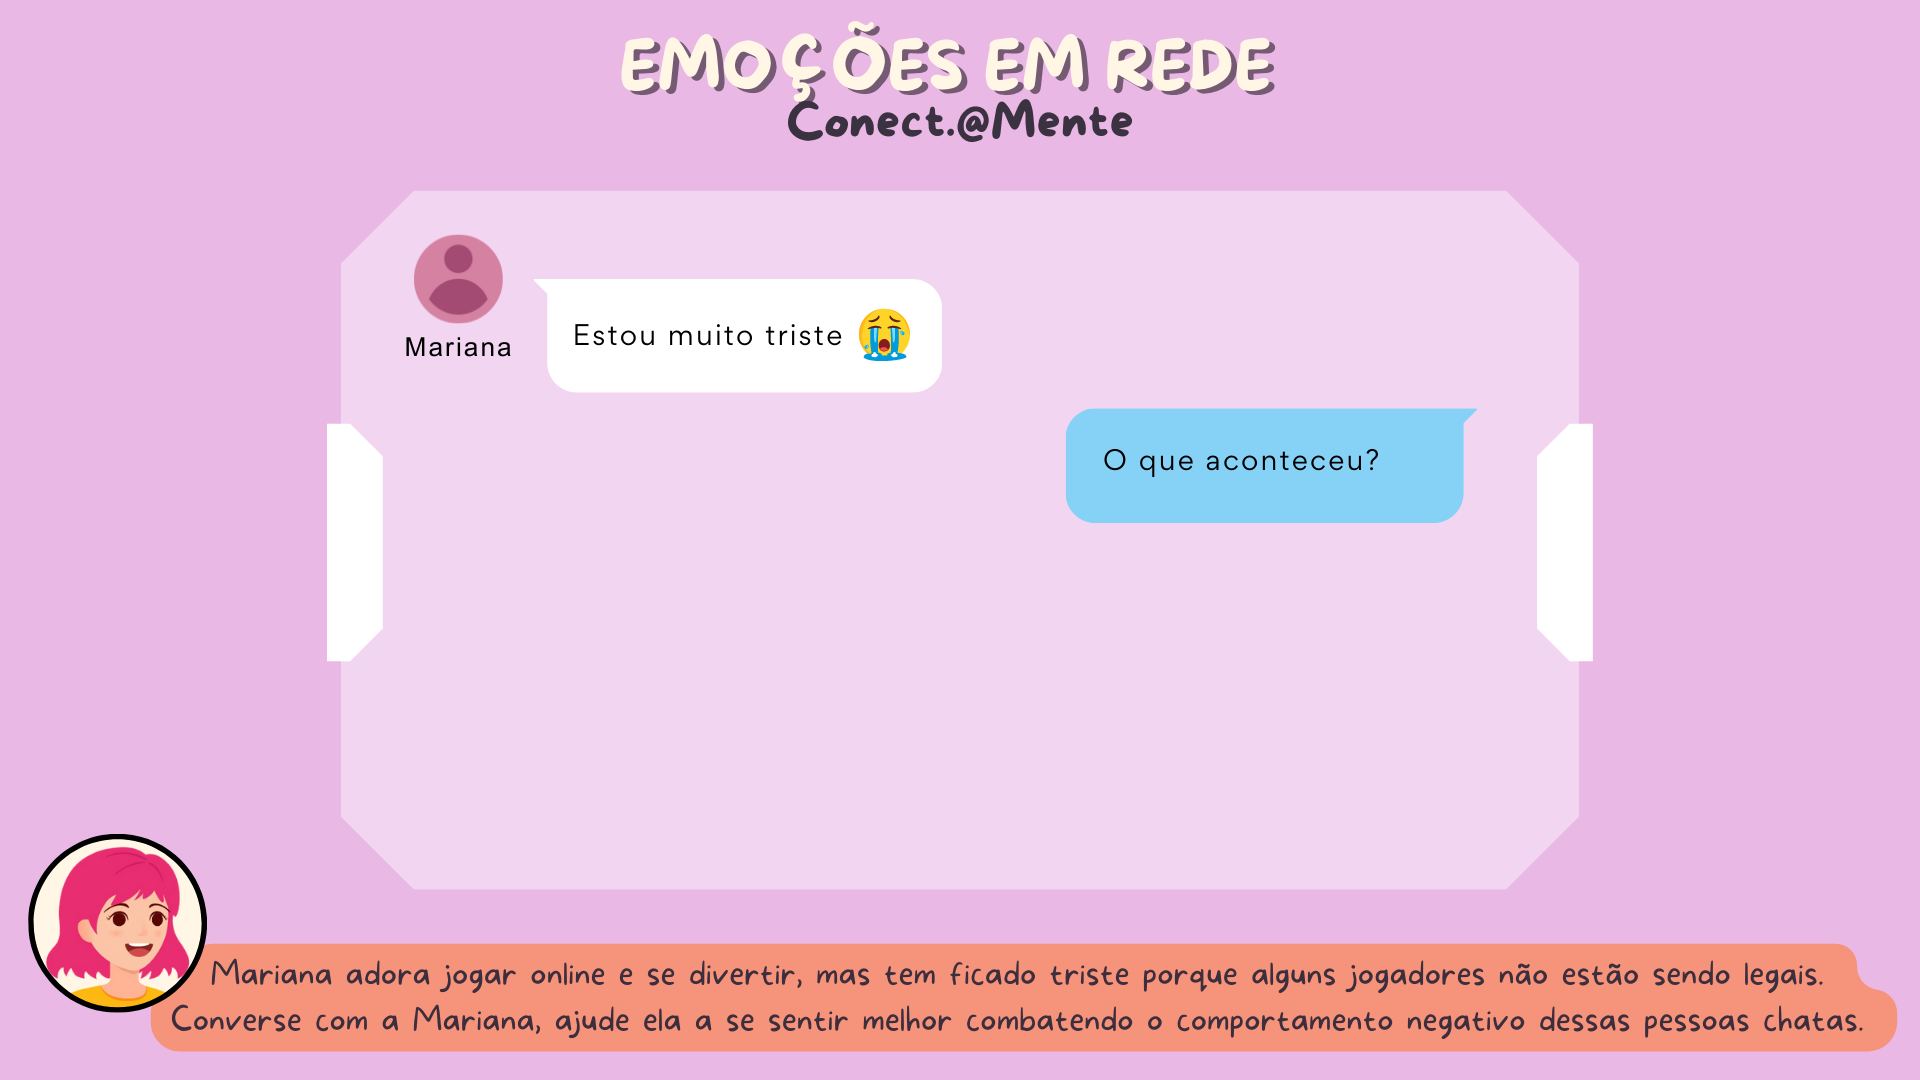 EMOÇÕES EM REDE
Conect.@Mente
Mariana
Estou muito triste 😭
O que aconteceu?
Mariana adora jogar online e se divertir, mas tem ficado triste porque alguns jogadores não estão sendo legais.
Converse com a Mariana, ajude ela a se sentir melhor combatendo o comportamento negativo dessas pessoas chatas.